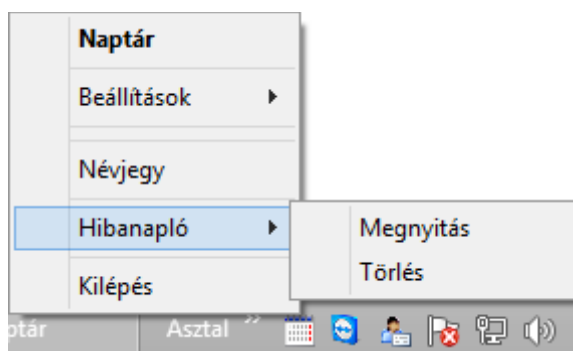 Naptár
Beállítások
Névjegy
Hibanapló
Megnyitás
Törlés
Kilépés
ptár
Asztal